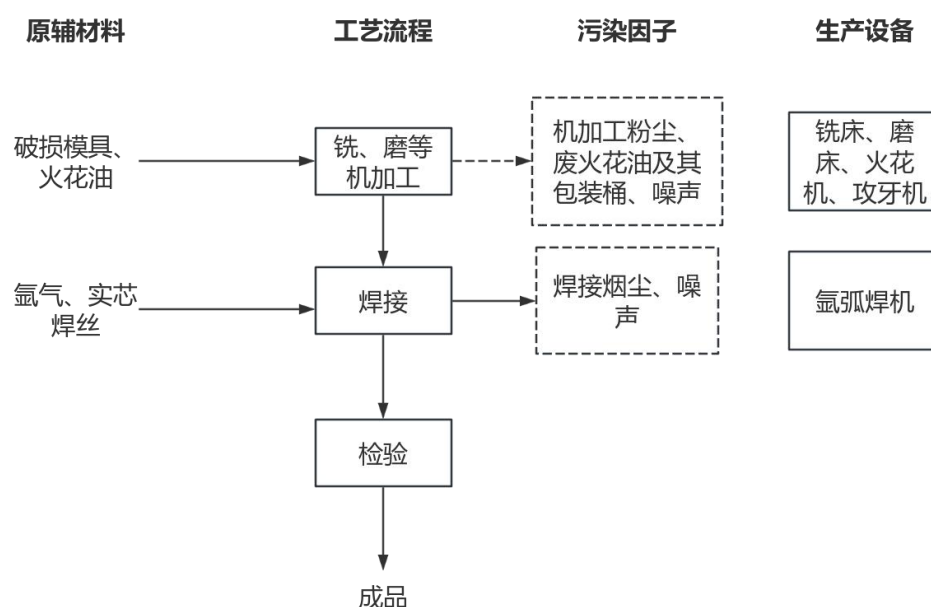 原辅材料
工艺流程
污染因子
生产设备
破损模具、
火花油
铣、磨等
机加工
机加工粉尘、
废火花油及其
包装桶、噪声
铣床、磨
床、火花
机、攻牙机
氩气、实芯
焊丝
焊接
焊接烟尘、噪
声
氩弧焊机
检验
成品